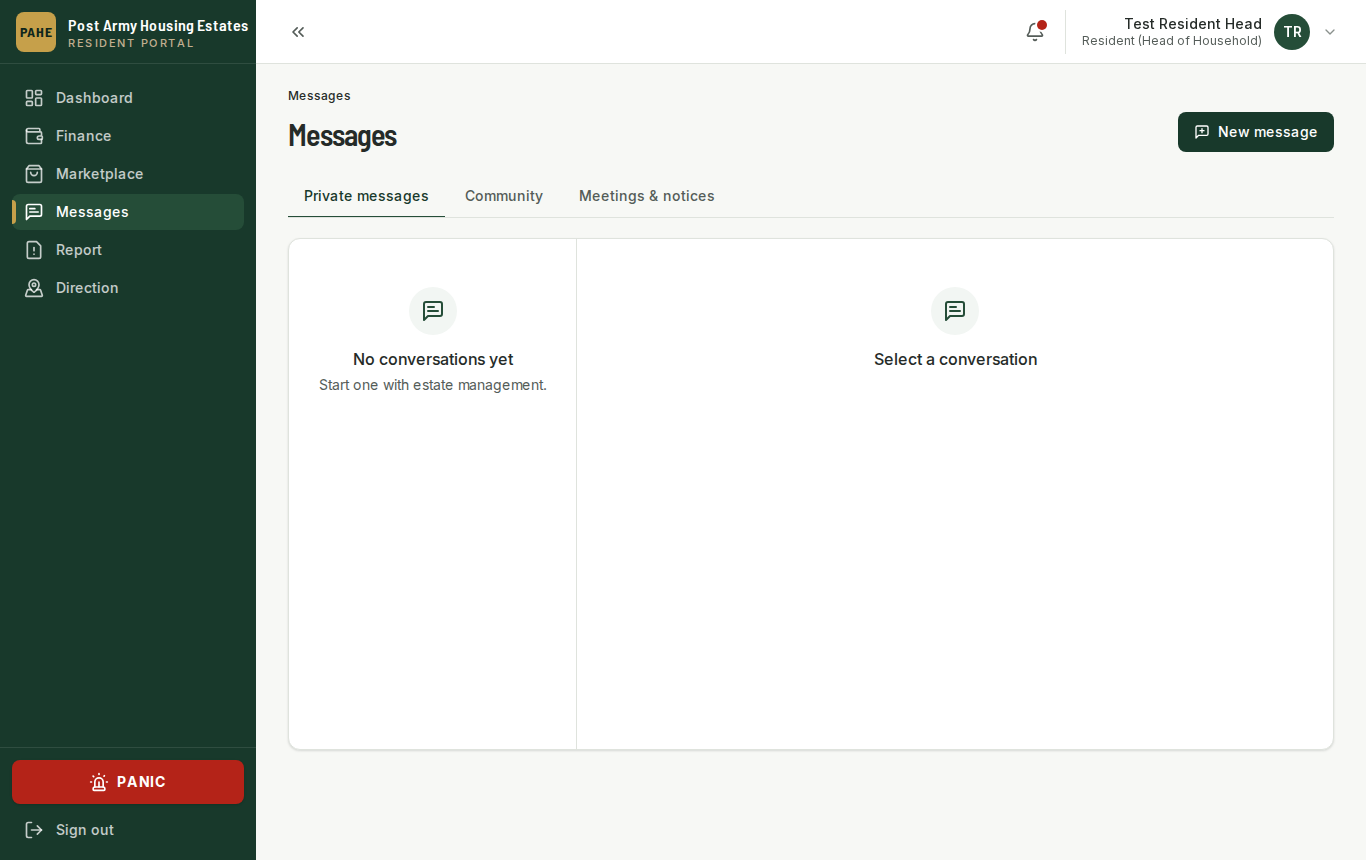 PAHE
Post Army Housing Estates
RESIDENT PORTAL
Test Resident Head
Resident (Head of Household)
TR
Dashboard
Finance
Marketplace
Messages
Report
Direction
PANIC
Sign out
Messages
Messages
New message
Private messages
Community
Meetings & notices
No conversations yet
Start one with estate management.
Select a conversation